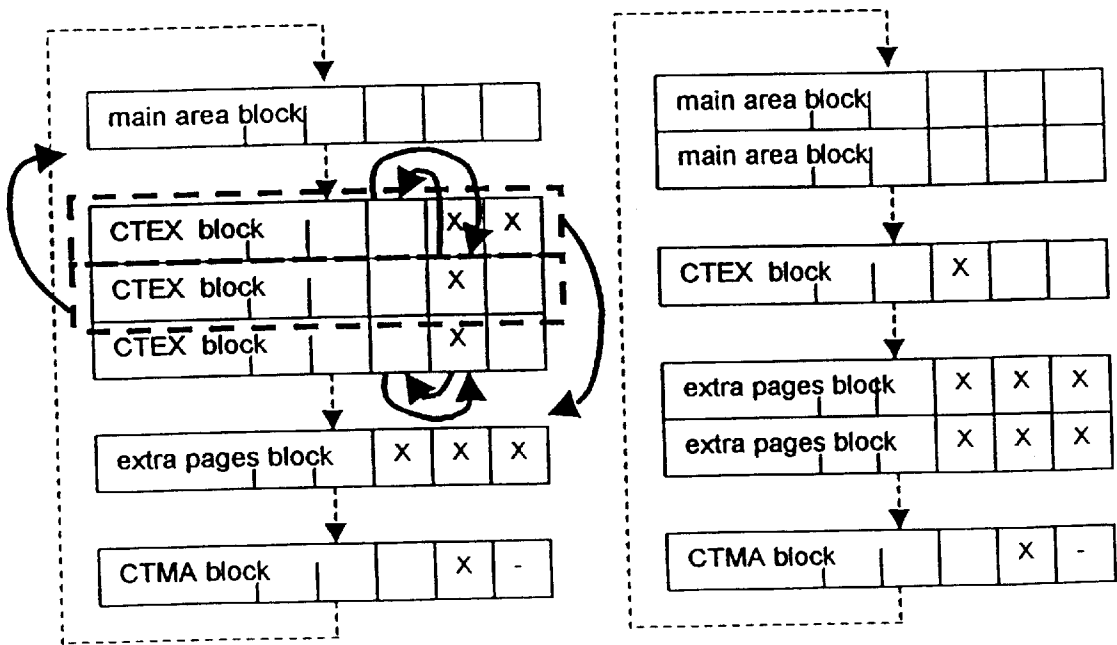 main area block
CTEX block X X
CTEX block X
CTEX block X
extra pages block X X X
CTMA block X -
main area block
main area block
CTEX block X
extra pages block X X X
extra pages block X X X
CTMA block X -